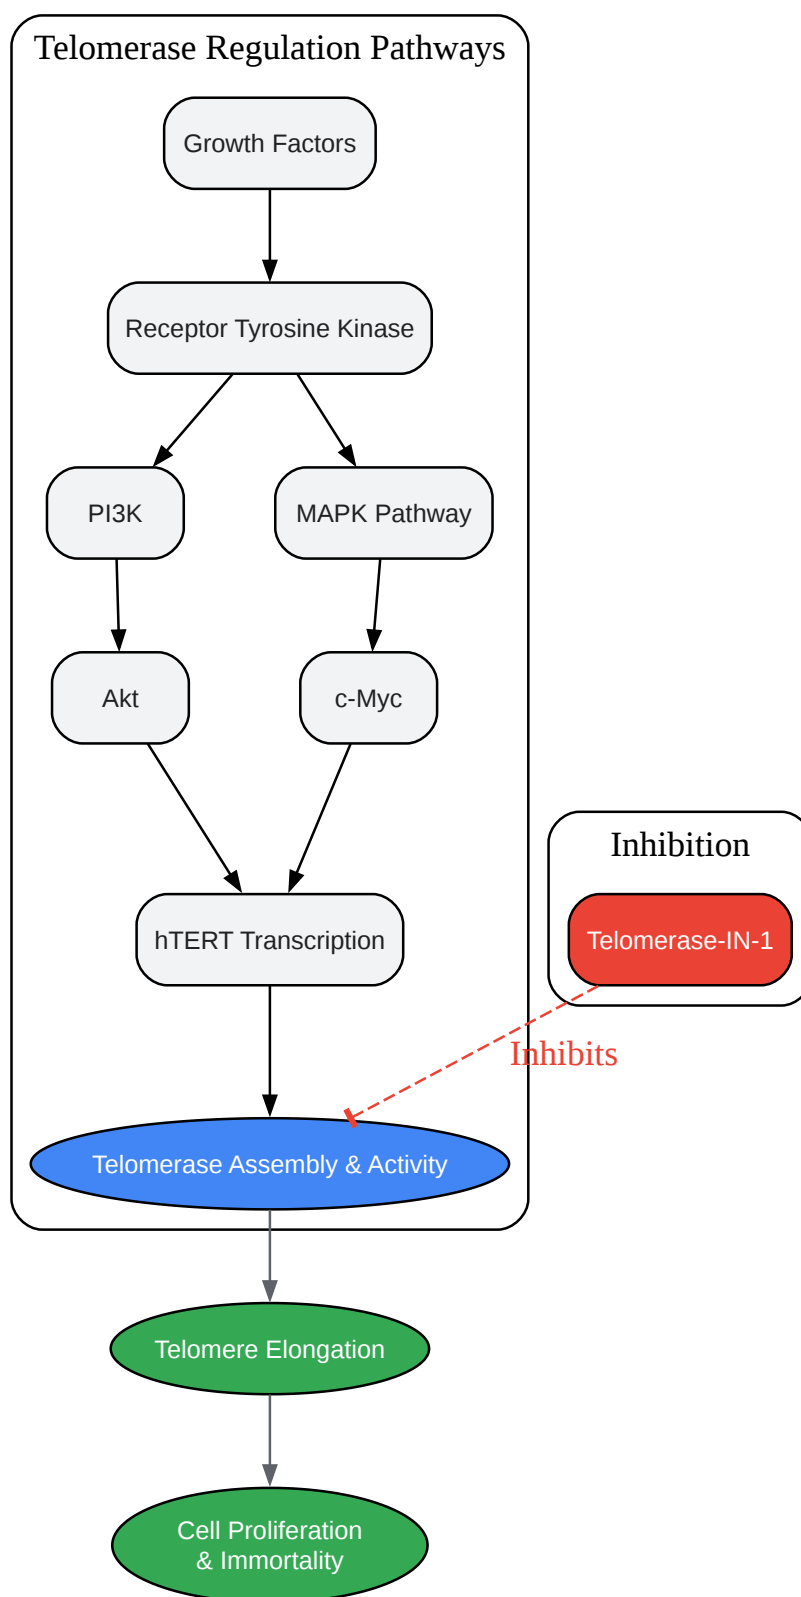 Telomerase Regulation Pathways
Growth Factors
Receptor Tyrosine Kinase
PI3K
MAPK Pathway
Akt
c-Myc
Inhibition
hTERT Transcription
Telomerase-IN-1
Inhibits
Telomerase Assembly & Activity
Telomere Elongation
Cell Proliferation
& Immortality